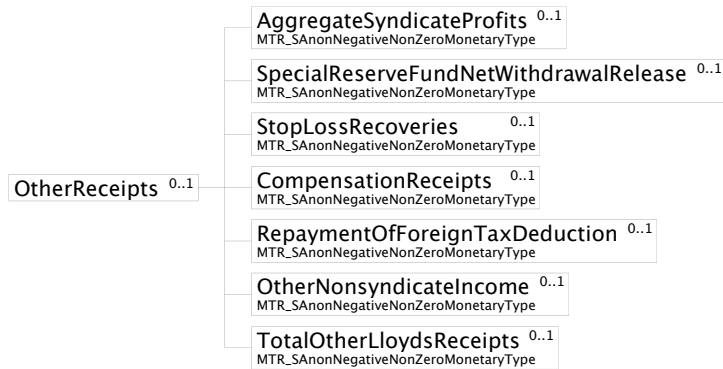 AggregateSyndicateProfits 0..1
MTR_SAnonNegativeNonZeroMonetaryType
SpecialReserveFundNetWithdrawalRelease 0..1
MTR_SAnonNegativeNonZeroMonetaryType
StopLossRecoveries 0..1
MTR_SAnonNegativeNonZeroMonetaryType
OtherReceipts 0..1
CompensationReceipts 0..1
MTR_SAnonNegativeNonZeroMonetaryType
RepaymentOfForeignTaxDeduction 0..1
MTR_SAnonNegativeNonZeroMonetaryType
OtherNonsyndicateIncome 0..1
MTR_SAnonNegativeNonZeroMonetaryType
TotalOtherLloydsReceipts 0..1
MTR_SAnonNegativeNonZeroMonetaryType